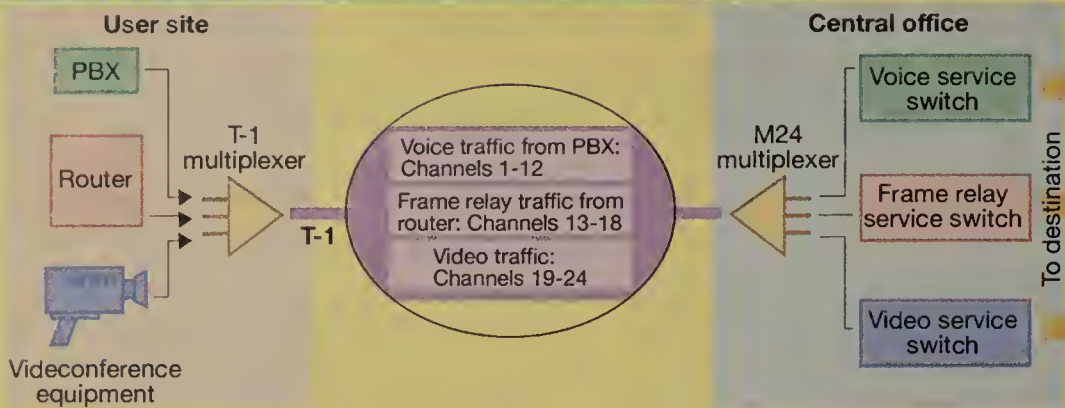 User site
Central office
PBX
Router
Videconference
equipment
T-1
multiplexer
T-1
Voice traffic from PBX:
Channels 1-12
Frame relay traffic from
router: Channels 13-18
Video traffic:
Channels 19-24
M24
multiplexer
Voice service
switch
Frame relay
service switch
Video service
switch
To destination